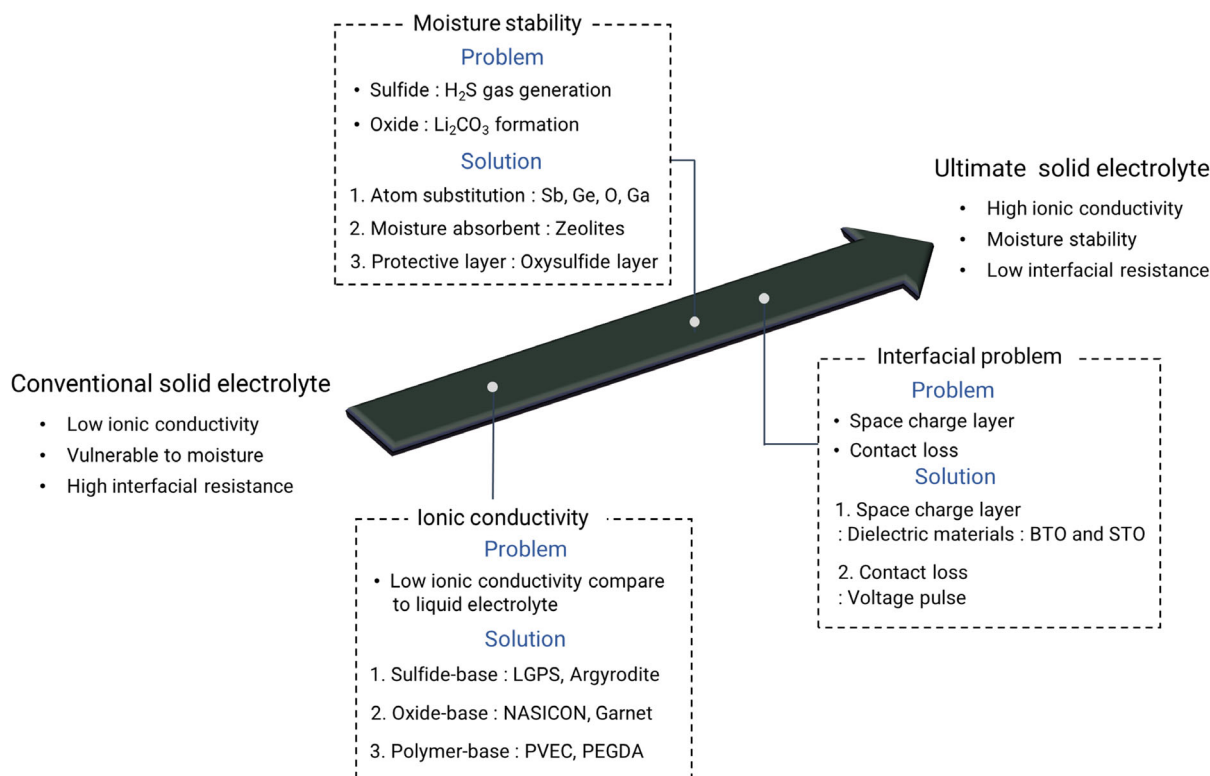 Moisture stability
Problem
• Sulfide : H₂S gas generation
• Oxide : Li₂CO₃ formation
Solution
1. Atom substitution : Sb, Ge, O, Ga
2. Moisture absorbent : Zeolites
3. Protective layer : Oxysulfide layer
Ultimate solid electrolyte
• High ionic conductivity
• Moisture stability
• Low interfacial resistance
Conventional solid electrolyte
• Low ionic conductivity
• Vulnerable to moisture
• High interfacial resistance
Interfacial problem
Problem
• Space charge layer
• Contact loss
Solution
1. Space charge layer
: Dielectric materials : BTO and STO
2. Contact loss
: Voltage pulse
Ionic conductivity
Problem
• Low ionic conductivity compare
to liquid electrolyte
Solution
1. Sulfide-base : LGPS, Argyrodite
2. Oxide-base : NASICON, Garnet
3. Polymer-base : PVEC, PEGDA